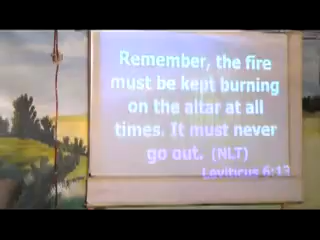 Remember, the fire
must be kept burning
on the altar at all
times. It must never
go out. (NLT)
Leviticus 6:13